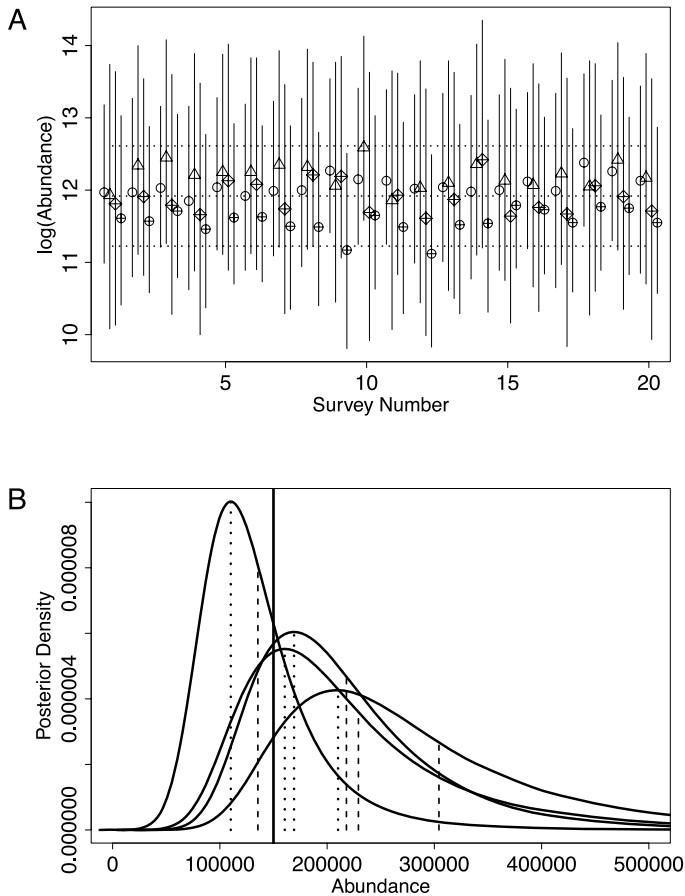 A
14
13
12
11
10
log(Abundance)
5 10 15 20
Survey Number
B
0.000008
0.000004
0.000000
Posterior Density
0 100000 200000 300000 400000 500000
Abundance